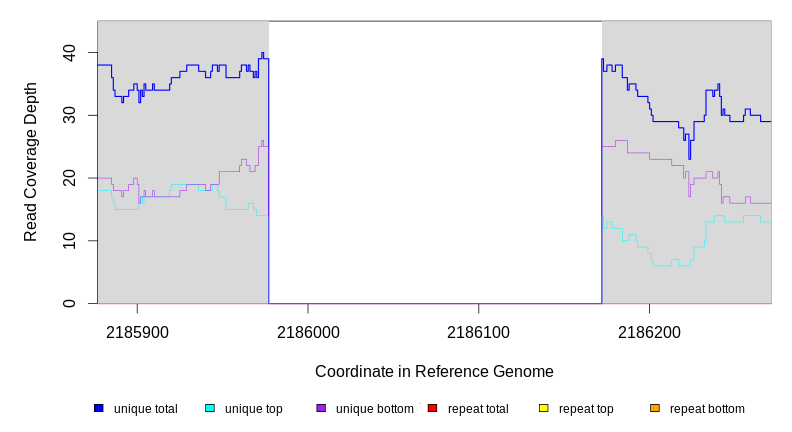 40
30
20
10
0
Read Coverage Depth
2185900 2186000 2186100 2186200
Coordinate in Reference Genome
unique total unique top unique bottom repeat total repeat top repeat bottom